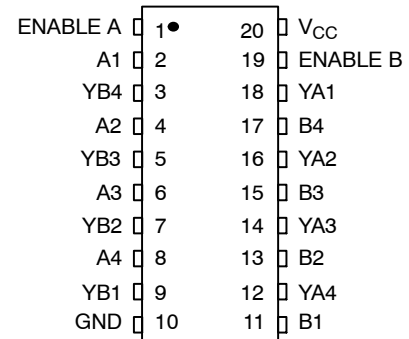 ENABLE A 1 20 VCC
A1 2 19 ENABLE B
YB4 3 18 YA1
A2 4 17 B4
YB3 5 16 YA2
A3 6 15 B3
YB2 7 14 YA3
A4 8 13 B2
YB1 9 12 YA4
GND 10 11 B1